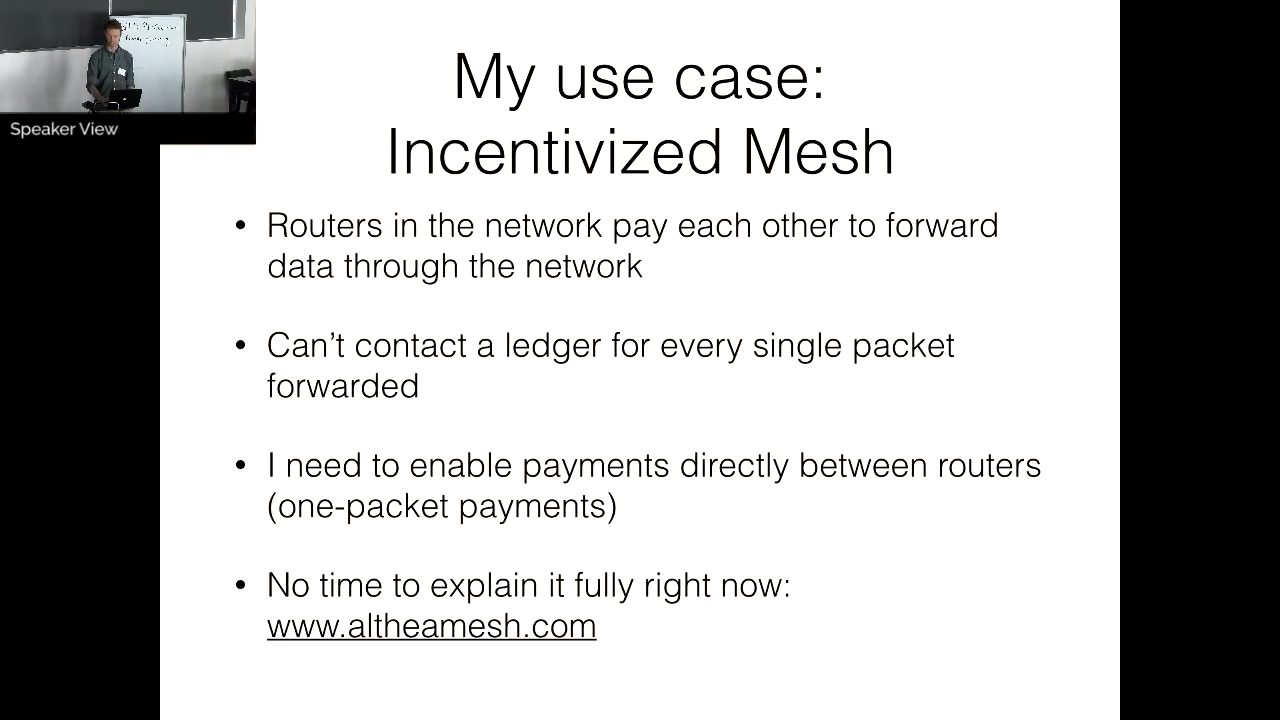 Speaker View
My use case:
Incentivized Mesh
• Routers in the network pay each other to forward
data through the network
• Can't contact a ledger for every single packet
forwarded
• I need to enable payments directly between routers
(one-packet payments)
• No time to explain it fully right now:
www.altheamesh.com